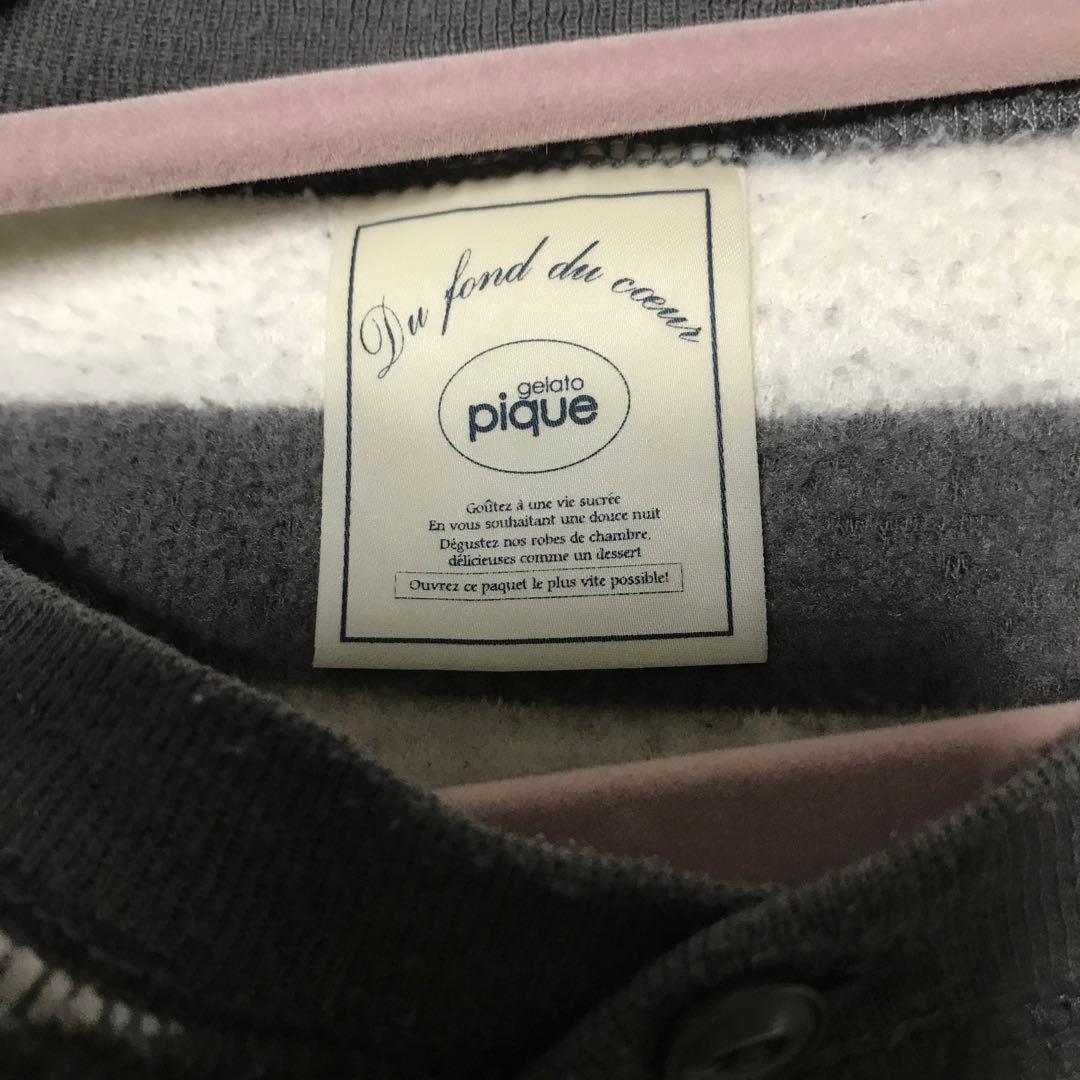 Du fond du cœur
gelato
pique
Goûtez à une vie sucrée
En vous souhaitant une douce nuit
Dégustez nos robes de chambre,
délicieuses comme un dessert
Ouvrez ce paquet le plus vite possible!